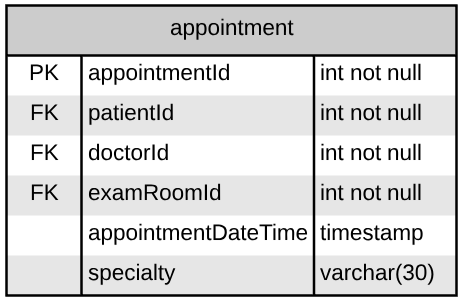 appointment
PK appointmentId int not null
FK patientId int not null
FK doctorId int not null
FK examRoomId int not null
appointmentDateTime timestamp
specialty varchar(30)